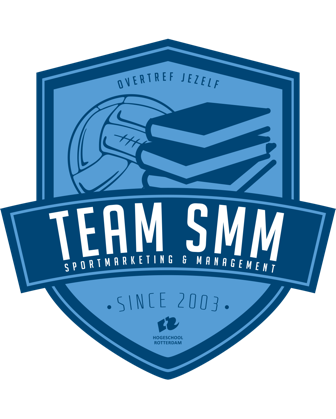 OVERTREF JEZELF
TEAM SMM
SPORTMARKETING & MANAGEMENT
• SINCE 2003 •
HOGESCHOOL
ROTTERDAM